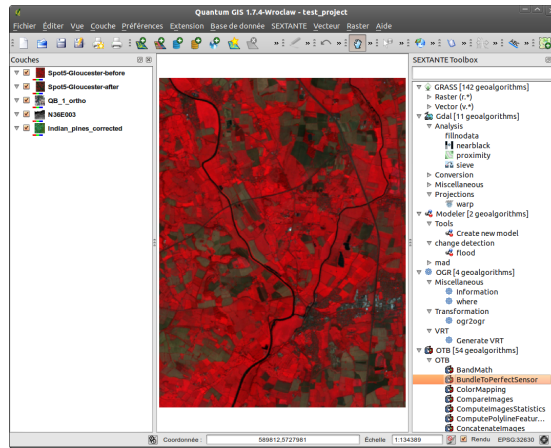 Quantum GIS 1.7.4-Wroclaw - test_project
Fichier Éditer Vue Couche Préférences Extension Base de donnée SEXTANTE Vecteur Raster Aide
Couches
Spot5-Gloucester-before
Spot5-Gloucester-after
QB_1_ortho
N36E003
Indian_pines_corrected
SEXTANTE Toolbox
GRASS [142 geoalgorithms]
Raster (r.*)
Vector (v.*)
Gdal [11 geoalgorithms]
Analysis
fillnodata
nearblack
proximity
sieve
Conversion
Miscellaneous
Projections
warp
Modeler [2 geoalgorithms]
Tools
Create new model
change detection
flood
mad
OGR [4 geoalgorithms]
Miscellaneous
Information
where
Transformation
ogr2ogr
VRT
Generate VRT
OTB [54 geoalgorithms]
OTB
BandMath
BundleToPerfectSensor
ColorMapping
CompareImages
ComputeImagesStatistics
ComputePolylineFeatur...
ConcatenateImages
Coordonnée : 589812,5727981 Échelle 1:134389 Rendu EPSG:32630